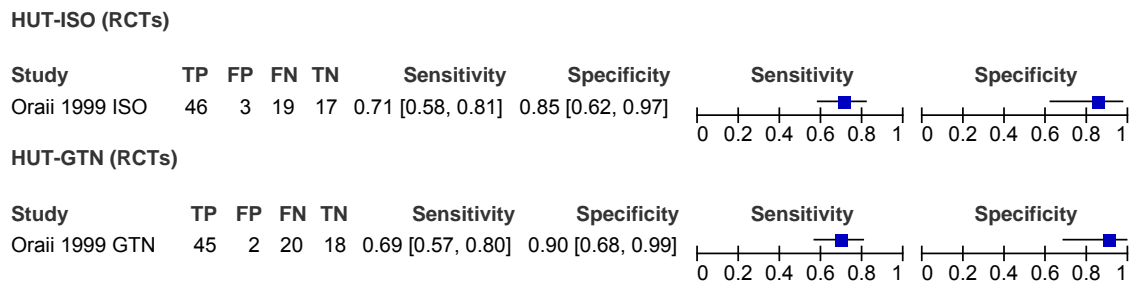 HUT-ISO (RCTs)
Study TP FP FN TN Sensitivity Specificity Sensitivity Specificity
Oraii 1999 ISO 46 3 19 17 0.71 [0.58, 0.81] 0.85 [0.62, 0.97]
0 0.2 0.4 0.6 0.8 1 0 0.2 0.4 0.6 0.8 1
HUT-GTN (RCTs)
Study TP FP FN TN Sensitivity Specificity Sensitivity Specificity
Oraii 1999 GTN 45 2 20 18 0.69 [0.57, 0.80] 0.90 [0.68, 0.99]
0 0.2 0.4 0.6 0.8 1 0 0.2 0.4 0.6 0.8 1